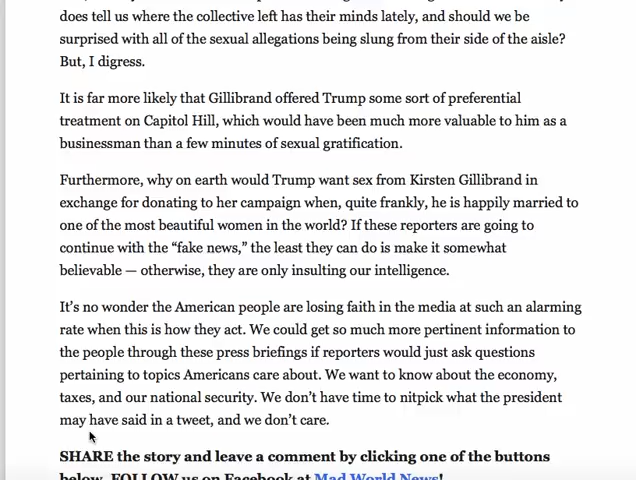 does tell us where the collective left has their minds lately, and should we be
surprised with all of the sexual allegations being slung from their side of the aisle?
But, I digress.
It is far more likely that Gillibrand offered Trump some sort of preferential
treatment on Capitol Hill, which would have been much more valuable to him as a
businessman than a few minutes of sexual gratification.
Furthermore, why on earth would Trump want sex from Kirsten Gillibrand in
exchange for donating to her campaign when, quite frankly, he is happily married to
one of the most beautiful women in the world? If these reporters are going to
continue with the “fake news,” the least they can do is make it somewhat
believable — otherwise, they are only insulting our intelligence.
It’s no wonder the American people are losing faith in the media at such an alarming
rate when this is how they act. We could get so much more pertinent information to
the people through these press briefings if reporters would just ask questions
pertaining to topics Americans care about. We want to know about the economy,
taxes, and our national security. We don’t have time to nitpick what the president
may have said in a tweet, and we don’t care.
SHARE the story and leave a comment by clicking one of the buttons
below. FOLLOW us on Facebook at Mad World News!